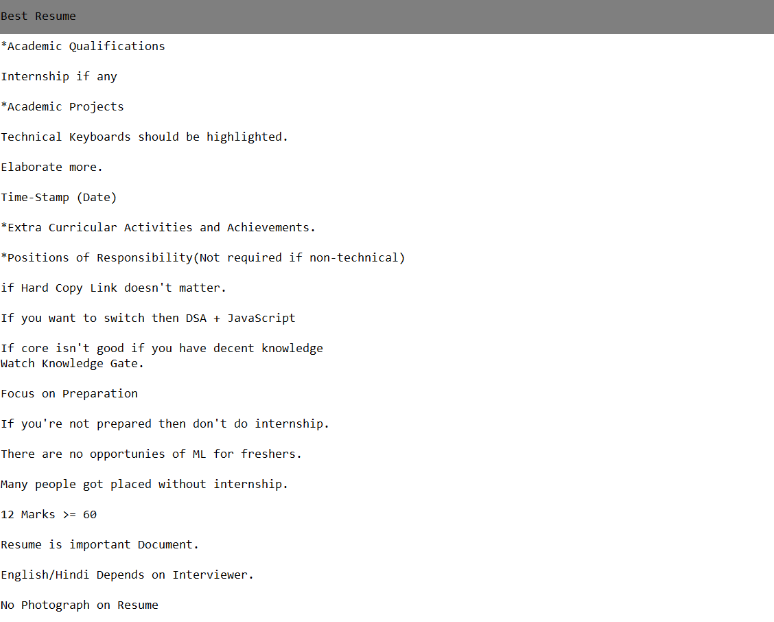 Best Resume
*Academic Qualifications
Internship if any
*Academic Projects
Technical Keyboards should be highlighted.
Elaborate more.
Time-Stamp (Date)
*Extra Curricular Activities and Achievements.
*Positions of Responsibility(Not required if non-technical)
if Hard Copy Link doesn't matter.
If you want to switch then DSA + JavaScript
If core isn't good if you have decent knowledge
Watch Knowledge Gate.
Focus on Preparation
If you're not prepared then don't do internship.
There are no opportunies of ML for freshers.
Many people got placed without internship.
12 Marks >= 60
Resume is important Document.
English/Hindi Depends on Interviewer.
No Photograph on Resume